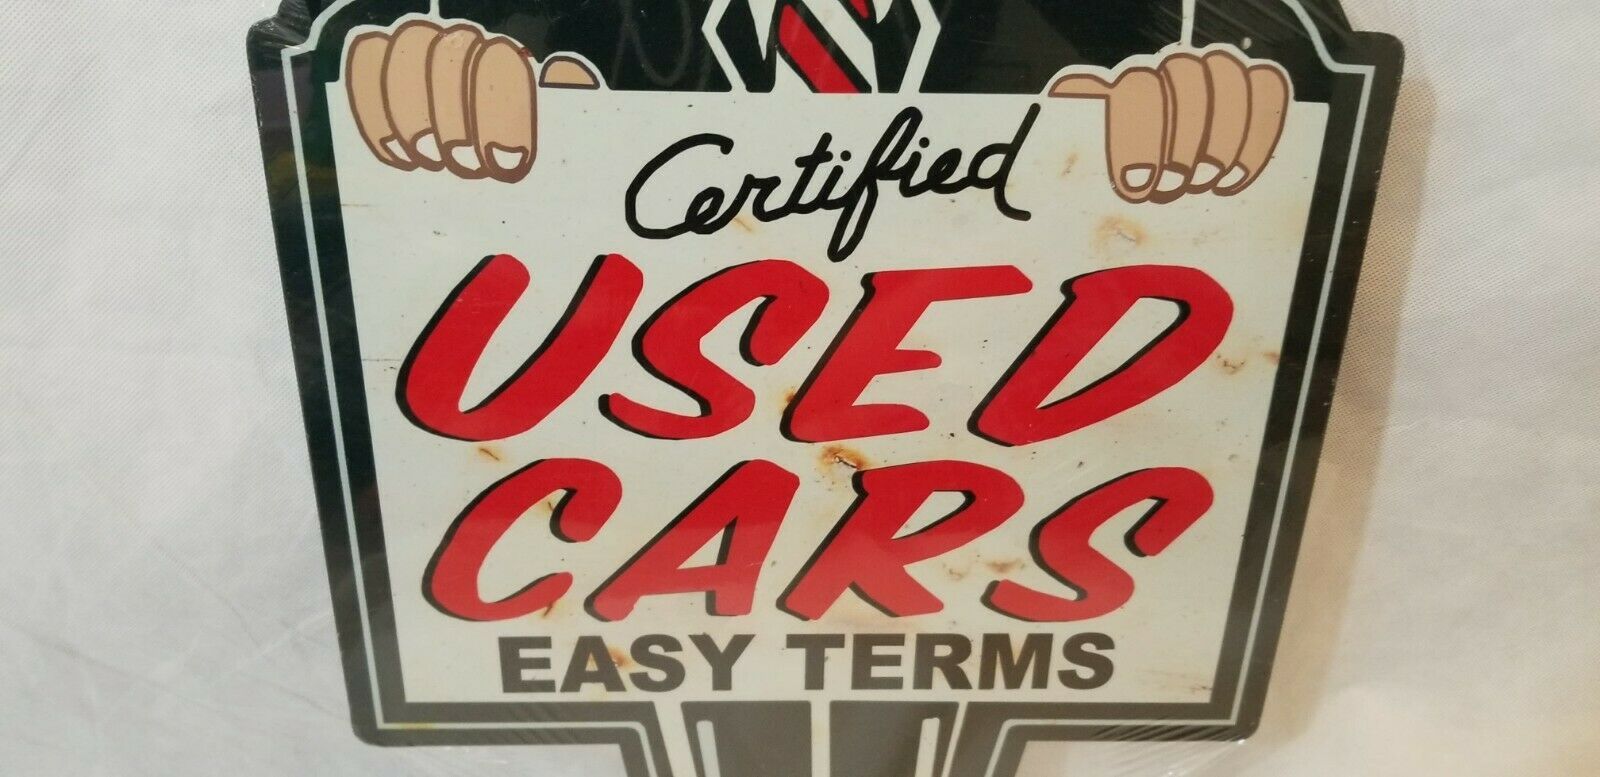 Certified
USED
CARS
EASY TERMS